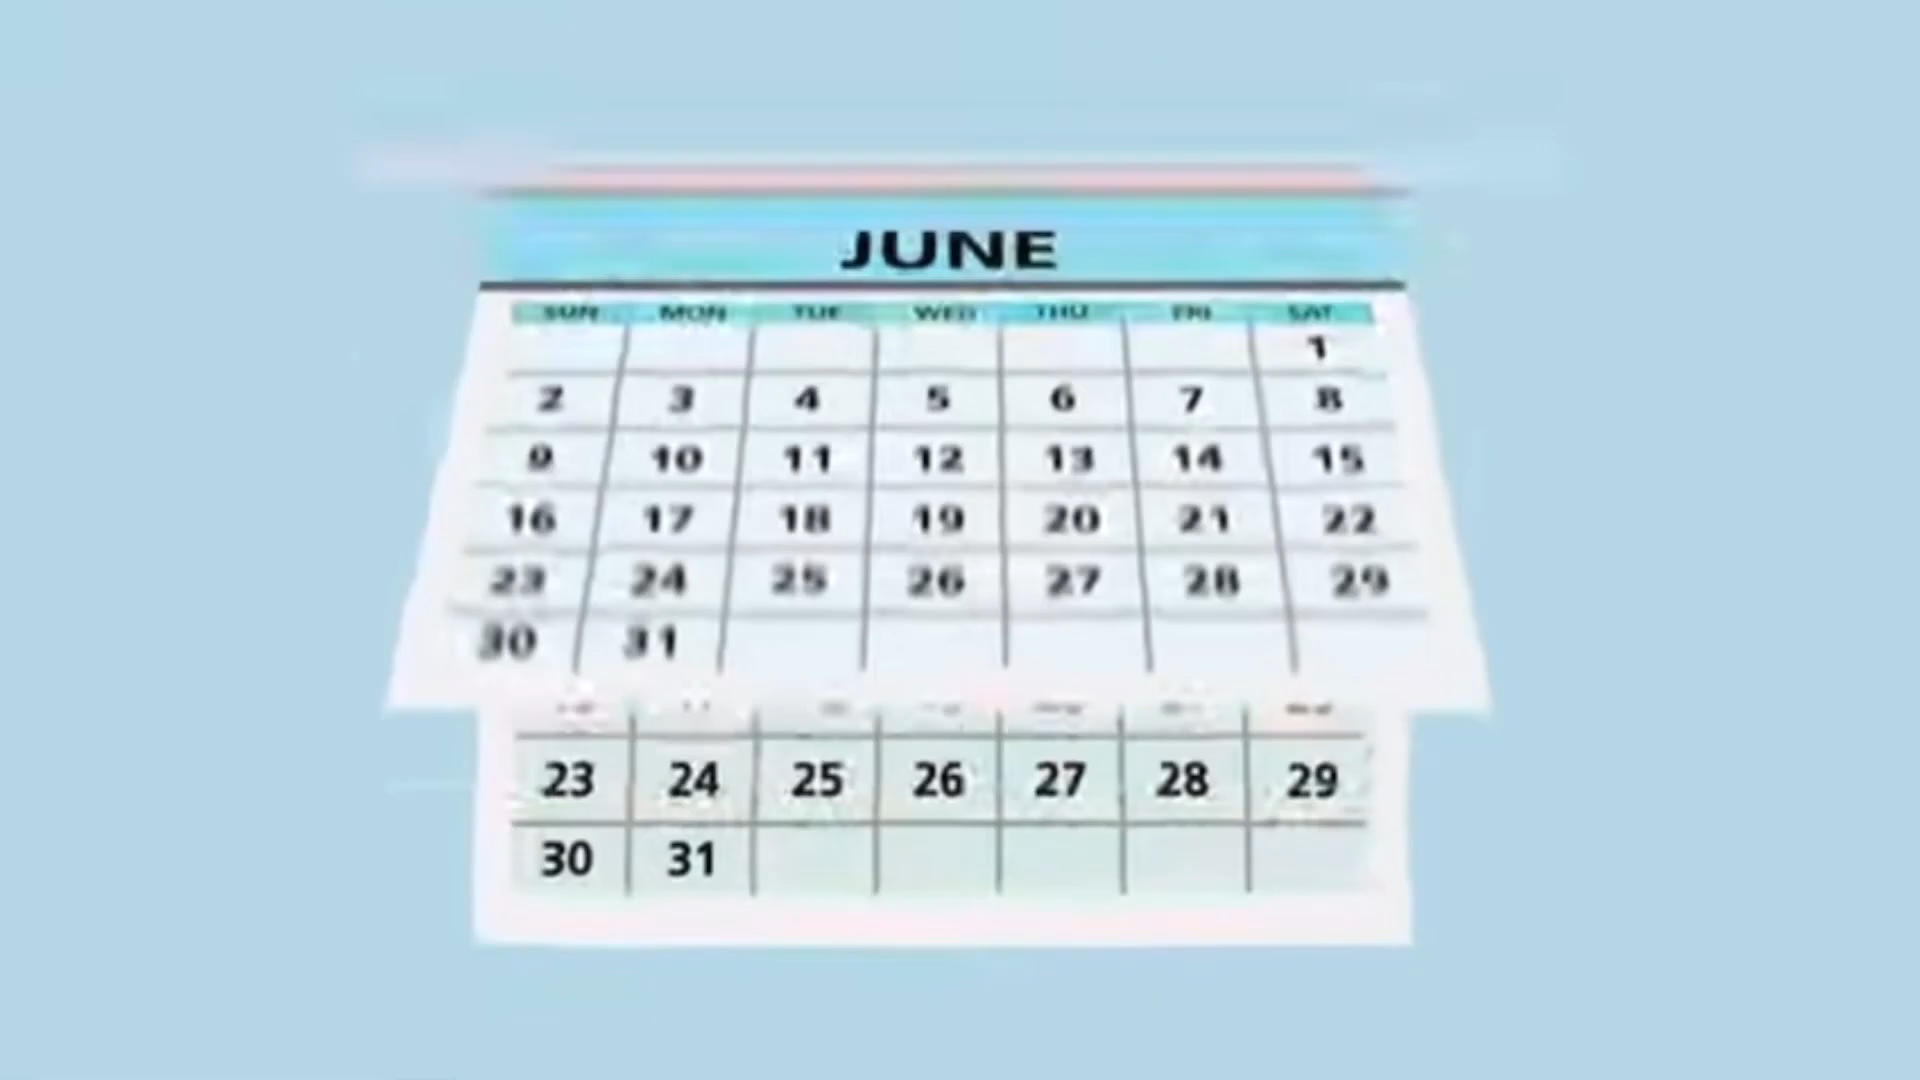 JUNE
SUN MON TUE WED THU FRI SAT
1
2 3 4 5 6 7 8
9 10 11 12 13 14 15
16 17 18 19 20 21 22
23 24 25 26 27 28 29
30 31
23 24 25 26 27 28 29
30 31